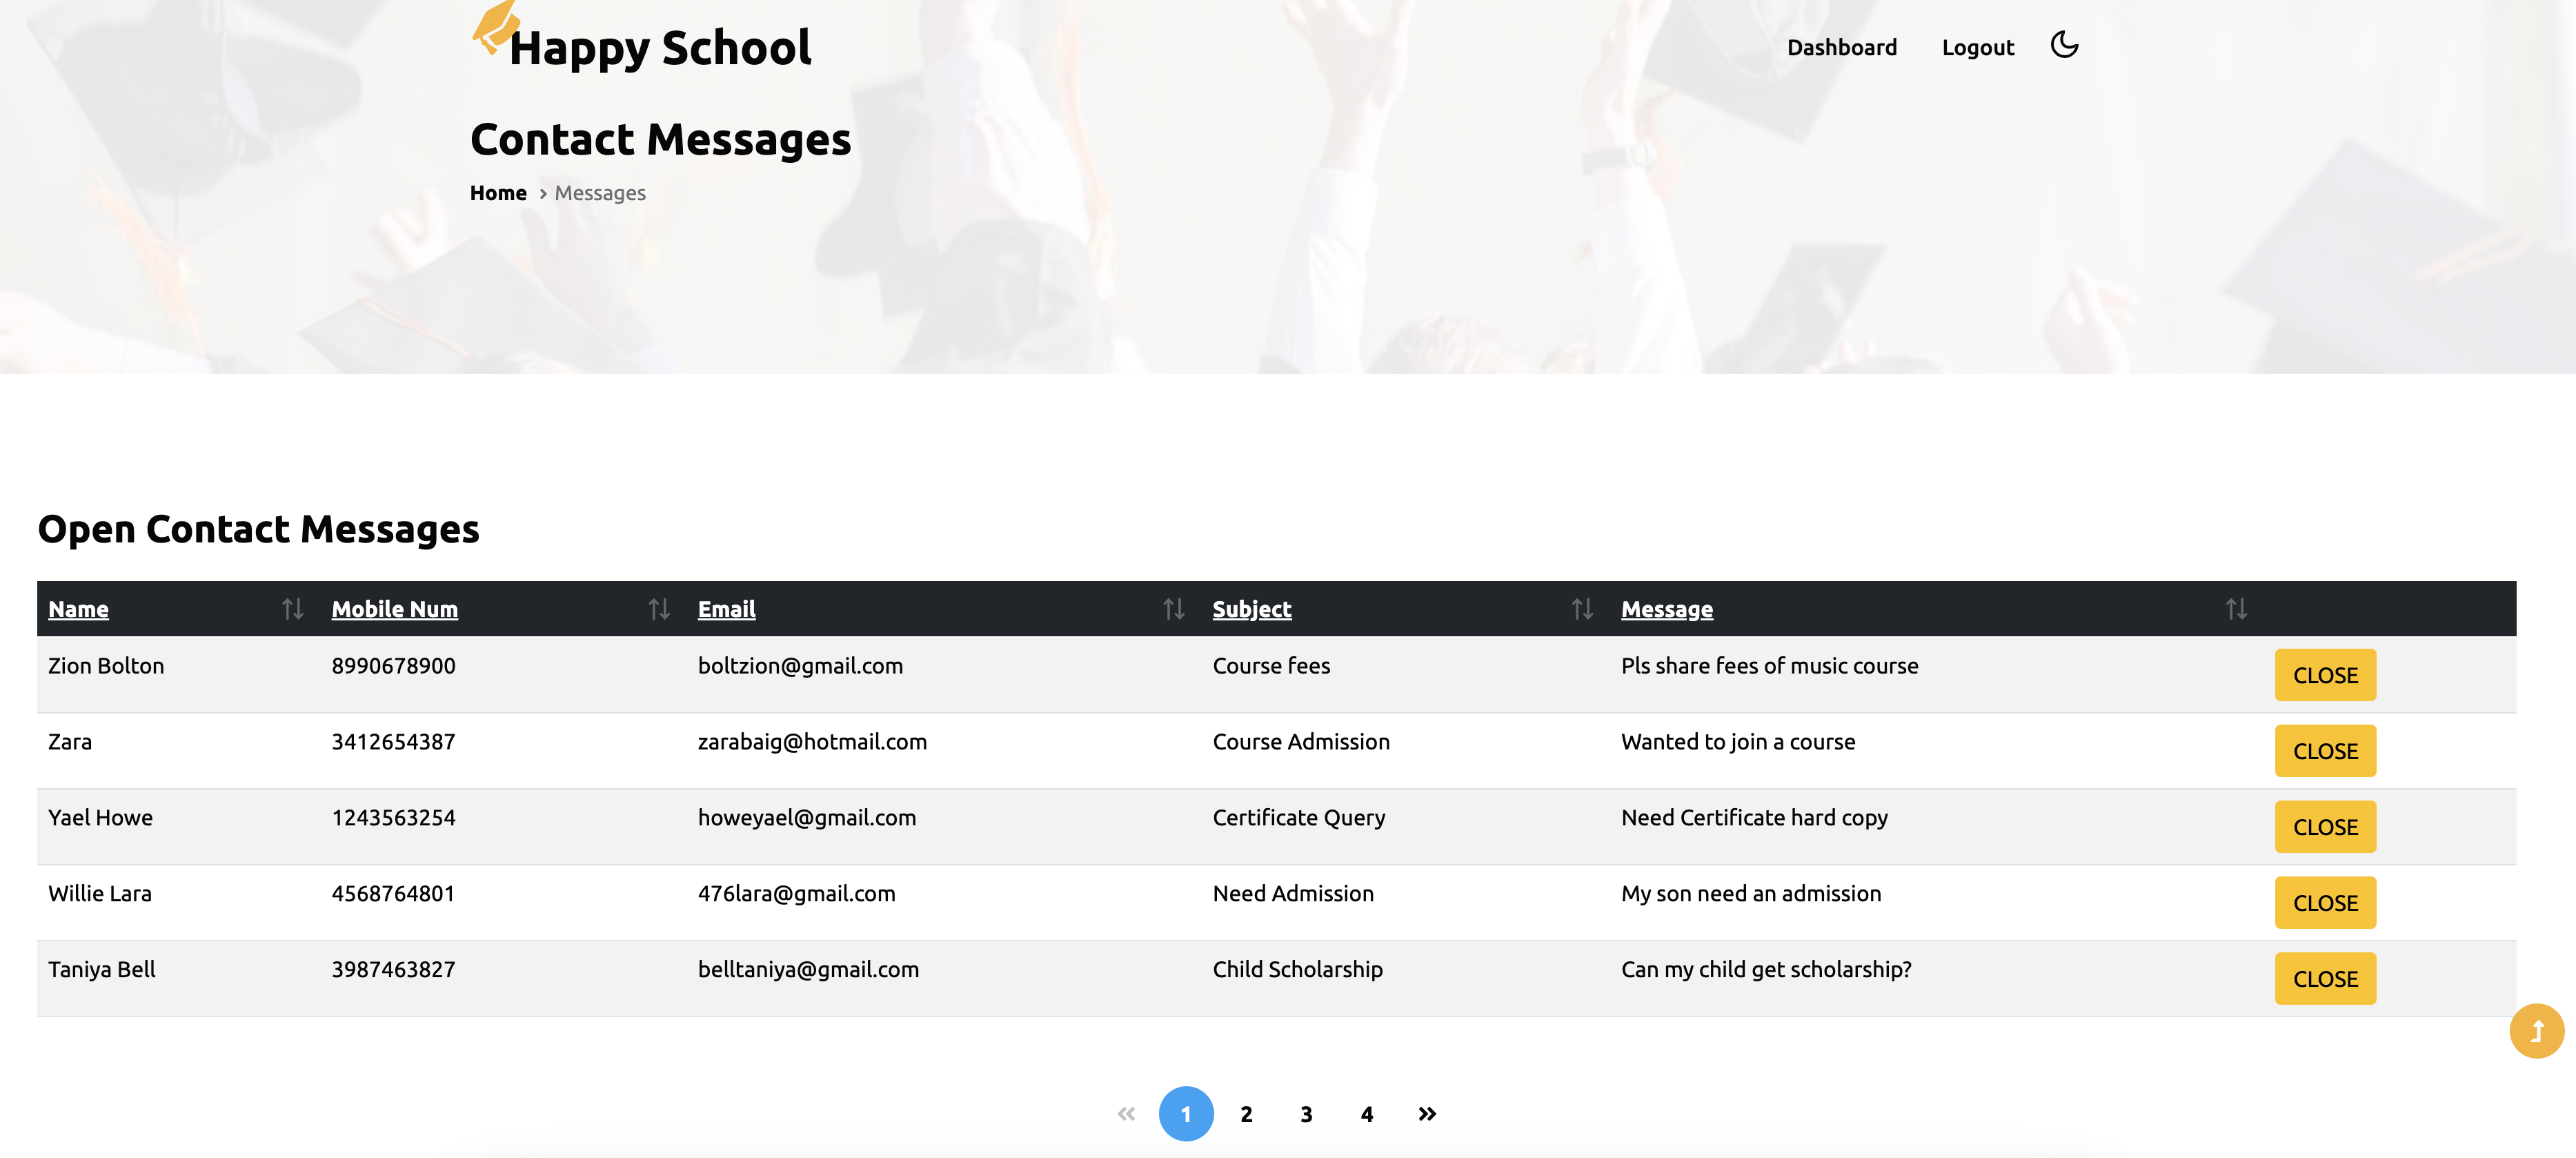 Happy School
Dashboard Logout
Contact Messages
Home > Messages
Open Contact Messages
Name Mobile Num Email Subject Message
Zion Bolton 8990678900 boltzion@gmail.com Course fees Pls share fees of music course CLOSE
Zara 3412654387 zarabaig@hotmail.com Course Admission Wanted to join a course CLOSE
Yael Howe 1243563254 howeyael@gmail.com Certificate Query Need Certificate hard copy CLOSE
Willie Lara 4568764801 476lara@gmail.com Need Admission My son need an admission CLOSE
Taniya Bell 3987463827 belltaniya@gmail.com Child Scholarship Can my child get scholarship? CLOSE
« 1 2 3 4 »